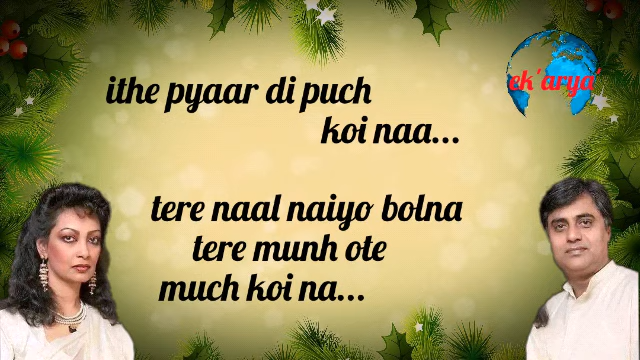 ithe pyaar di puch
koi naa...
ek'arya'
tere naal naiyo bolna
tere munh ote
much koi na...